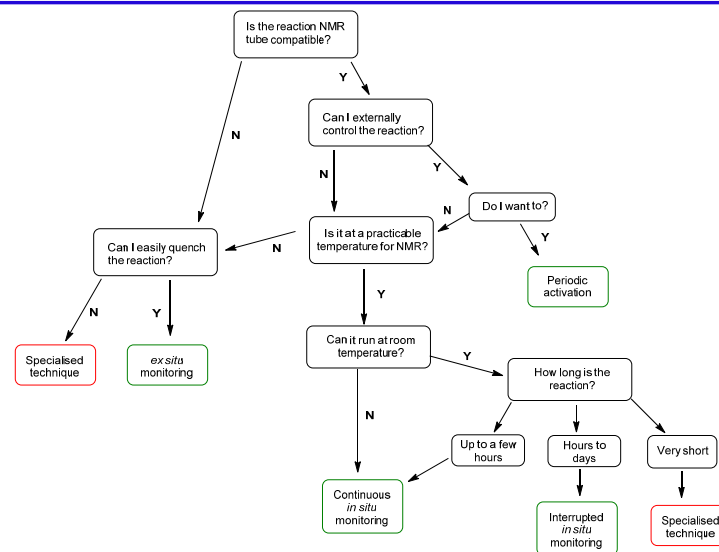 Is the reaction NMR
tube compatible?
Y
N
Can I externally
control the reaction?
N
Y
Do I want to?
N
Y
Can I easily quench
the reaction?
N
Is it at a practicable
temperature for NMR?
Periodic
activation
N
Y
Y
Specialised
technique
ex situ
monitoring
Can it run at room
temperature?
Y
How long is the
reaction?
N
Up to a few
hours
Hours to
days
Very short
Continuous
in situ
monitoring
Interrupted
in situ
monitoring
Specialised
technique